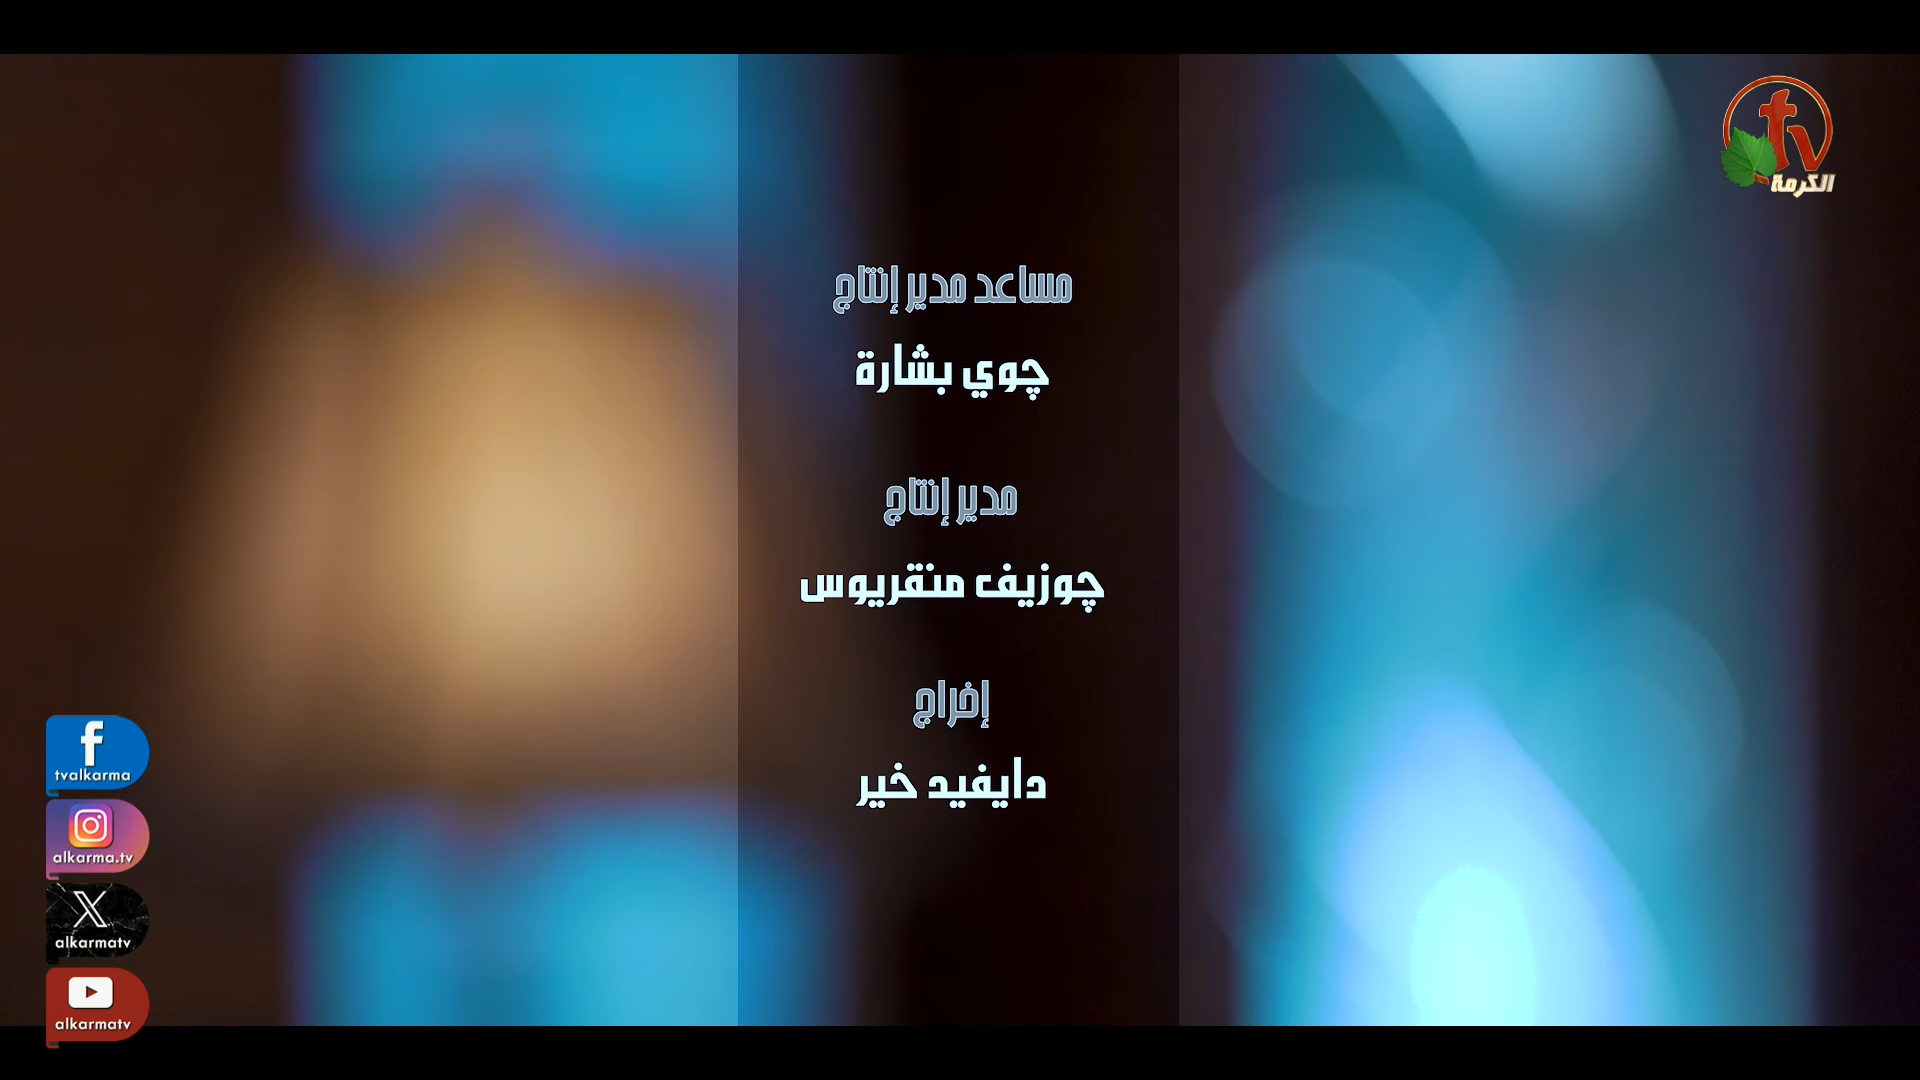 tv
الكرمة
مساعد مدير إنتاج
چوي بشارة
مدير إنتاج
چوزيف منقريوس
إخراج
دايفيد خير
f
tvalkarma
alkarma.tv
X
alkarmatv
alkarmatv